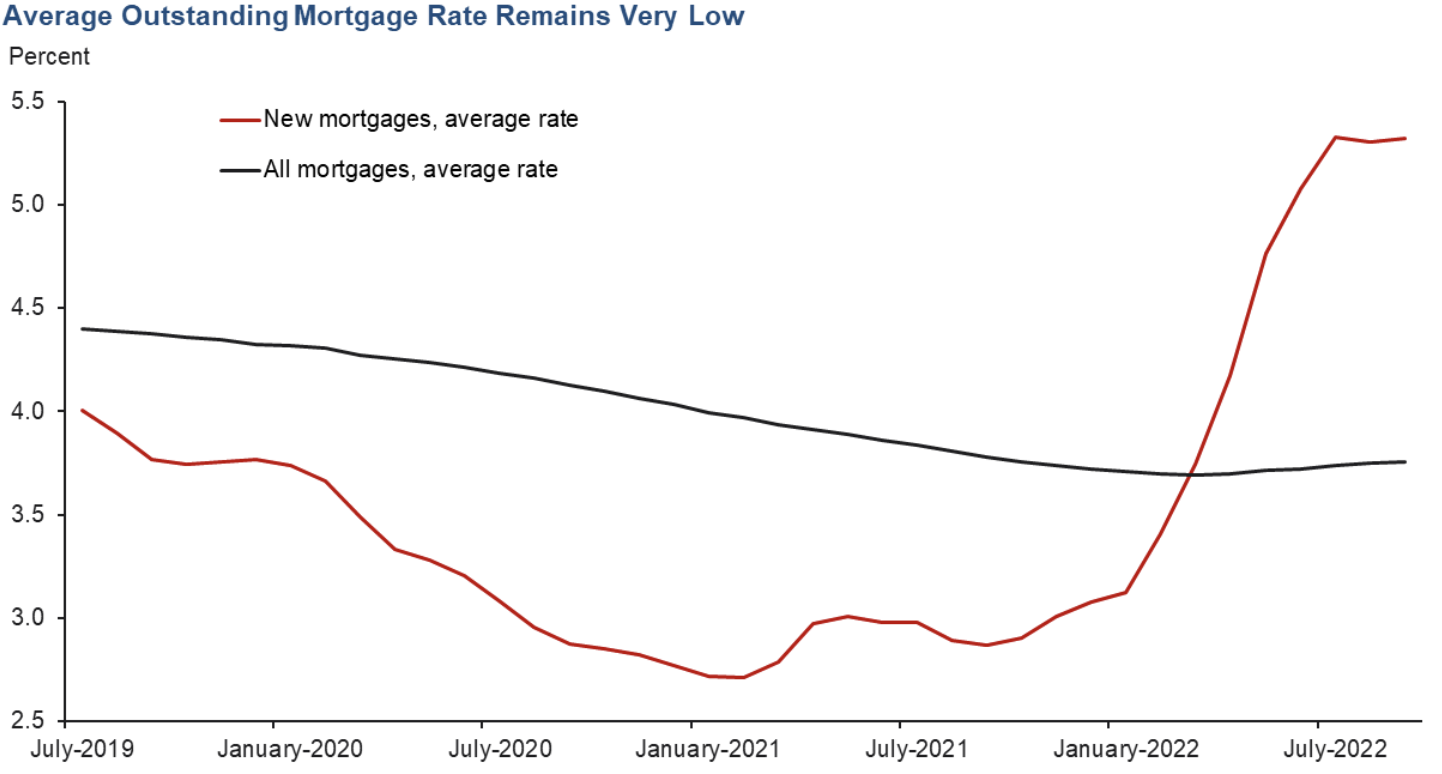 Average Outstanding Mortgage Rate Remains Very Low
Percent
5.5
New mortgages, average rate
All mortgages, average rate
5.0
4.5
4.0
3.5
3.0
2.5
July-2019 January-2020 July-2020 January-2021 July-2021 January-2022 July-2022